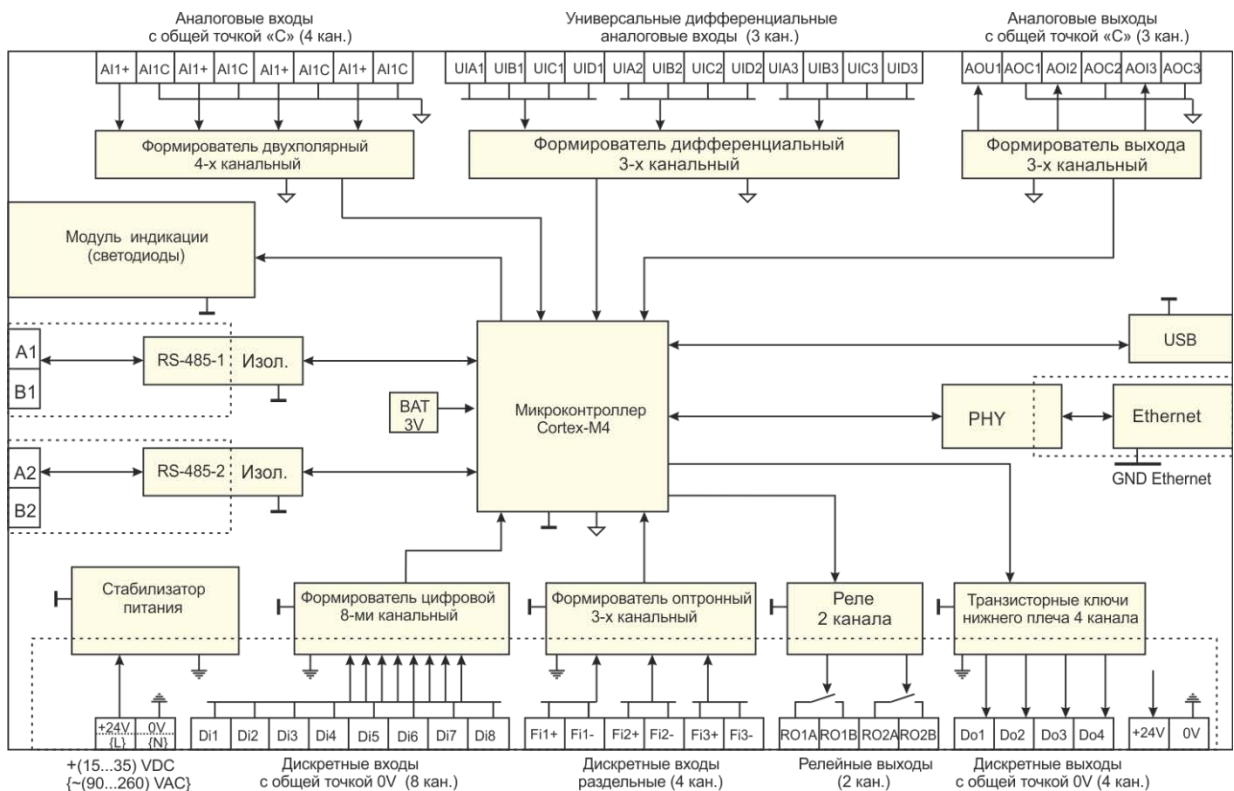 Аналоговые входы
с общей точкой «С» (4 кан.)
Универсальные дифференциальные
аналоговые входы (3 кан.)
Аналоговые выходы
с общей точкой «С» (3 кан.)
AI1+ AI1C AI1+ AI1C AI1+ AI1C AI1+ AI1C
UIA1 UIB1 UIC1 UID1 UIA2 UIB2 UIC2 UID2 UIA3 UIB3 UIC3 UID3
AOU1 AOC1 AOI2 AOC2 AOI3 AOC3
Формирователь двухполярный
4-х канальный
Формирователь дифференциальный
3-х канальный
Формирователь выхода
3-х канальный
Модуль индикации
(светодиоды)
A1
B1
RS-485-1 Изол.
A2
B2
RS-485-2 Изол.
BAT
3V
Микроконтроллер
Cortex-M4
USB
PHY
Ethernet
GND Ethernet
Стабилизатор
питания
Формирователь цифровой
8-ми канальный
Формирователь оптронный
3-х канальный
Реле
2 канала
Транзисторные ключи
нижнего плеча 4 канала
+24V 0V
{L} {N}
Di1 Di2 Di3 Di4 Di5 Di6 Di7 Di8
Fi1+ Fi1- Fi2+ Fi2- Fi3+ Fi3-
RO1A RO1B RO2A RO2B
Do1 Do2 Do3 Do4
+24V 0V
+(15...35) VDC
{~(90...260) VAC}
Дискретные входы
с общей точкой 0V (8 кан.)
Дискретные входы
раздельные (4 кан.)
Релейные выходы
(2 кан.)
Дискретные выходы
с общей точкой 0V (4 кан.)